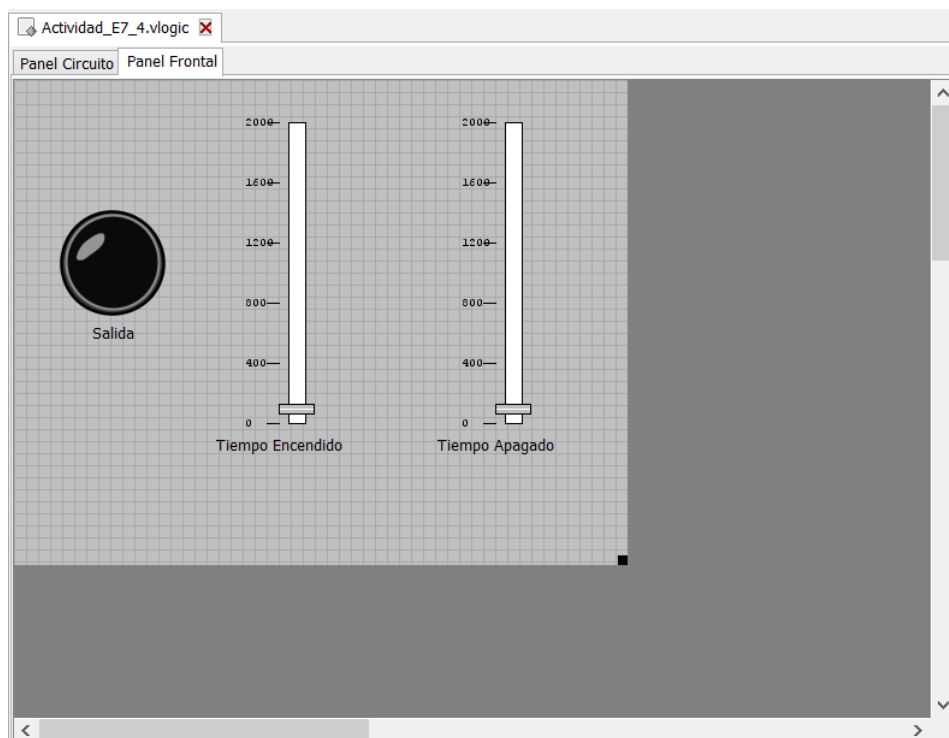 Actividad_E7_4.vlogic
Panel Circuito Panel Frontal
2000 2000
1600 1600
1200 1200
800 800
Salida
400 400
0 0
Tiempo Encendido Tiempo Apagado